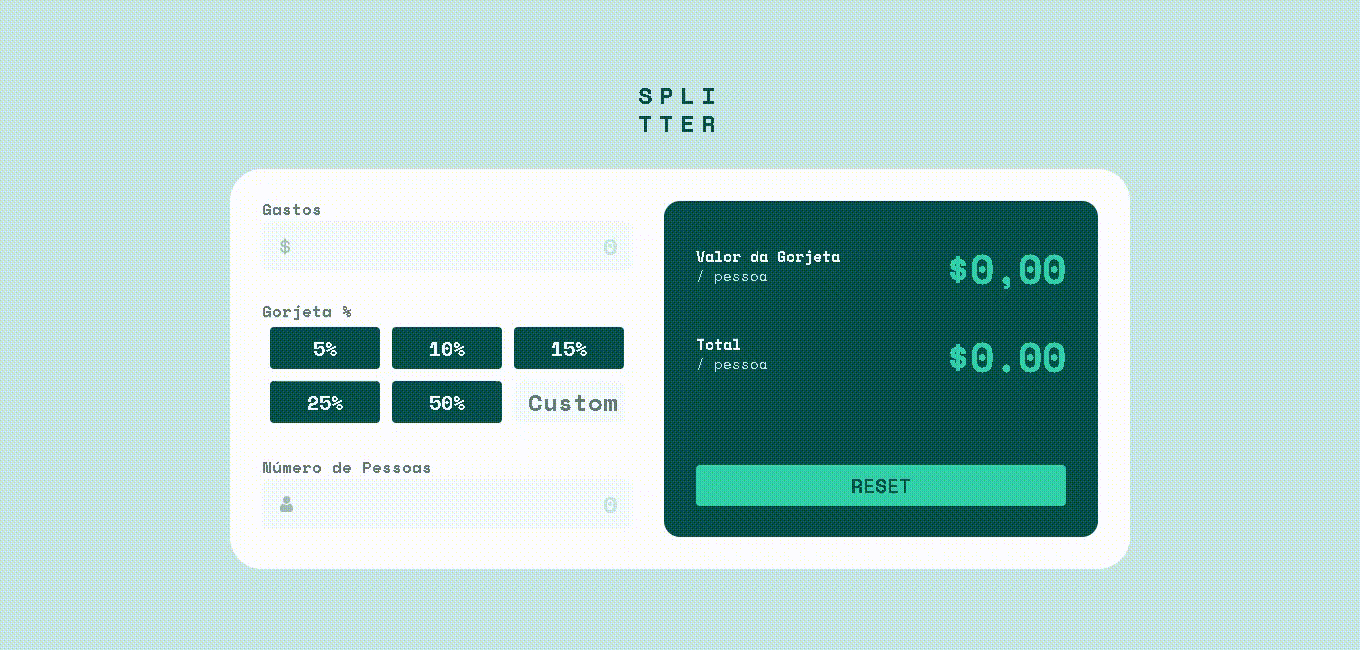 SPLI
TTER
Gastos
$ 0
Gorjeta %
5% 10% 15%
25% 50% Custom
Número de Pessoas
0
Valor da Gorjeta
/ pessoa
$0,00
Total
/ pessoa
$0.00
RESET